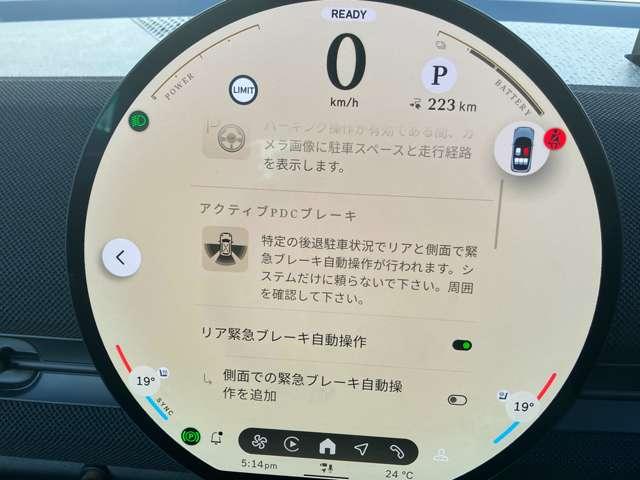 READY
POWER
LIMIT
0
km/h
P
223 km
BATTERY
パーキング操作が有効である間、カ
メラ画像に駐車スペースと走行経路
を表示します。
アクティブPDCブレーキ
特定の後退駐車状況でリアと側面で緊
急ブレーキ自動操作が行われます。シ
ステムだけに頼らないで下さい。周囲
を確認して下さい。
リア緊急ブレーキ自動操作
側面での緊急ブレーキ自動操
作を追加
19°
SYNC
19°
5:14pm
24 °C